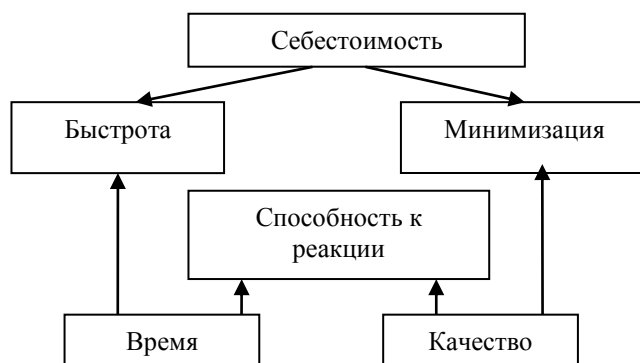 Себестоимость
Быстрота
Минимизация
Способность к
реакции
Время
Качество